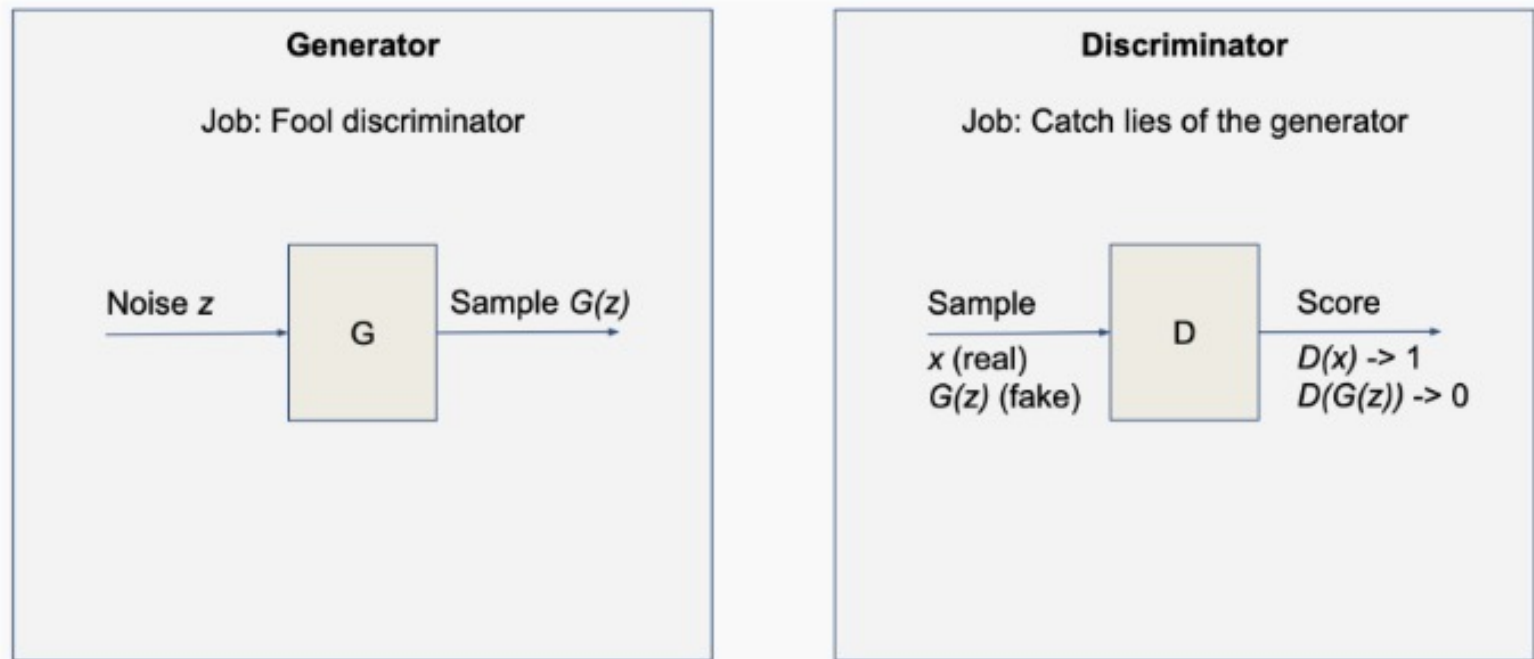 Generator
Job: Fool discriminator
Noise z
G
Sample G(z)
Discriminator
Job: Catch lies of the generator
Sample
x (real)
G(z) (fake)
D
Score
D(x) -> 1
D(G(z)) -> 0